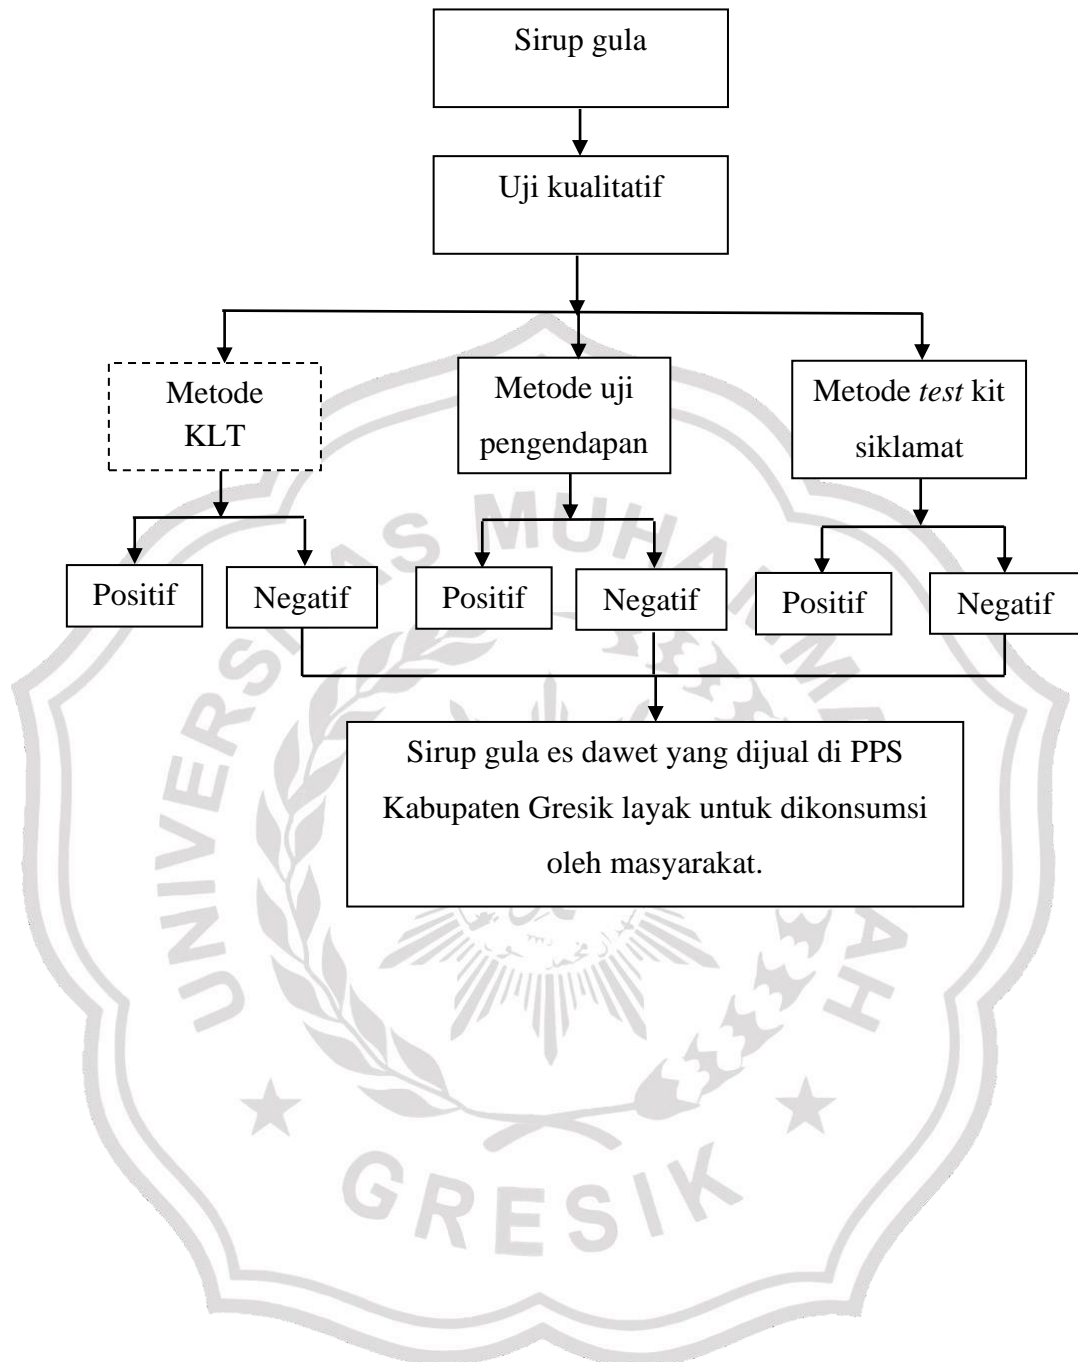 Sirup gula
Uji kualitatif
Metode
KLT
Metode uji
pengendapan
Metode test kit
siklamat
Positif
Negatif
Positif
Negatif
Positif
Negatif
Sirup gula es dawet yang dijual di PPS
Kabupaten Gresik layak untuk dikonsumsi
oleh masyarakat.
GRESIK